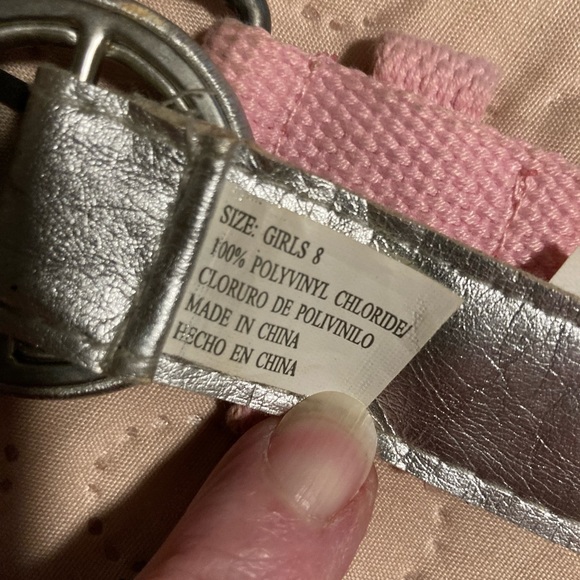 SIZE: GIRLS 8
100% POLYVINYL CHLORIDE/
CLORURO DE POLIVINILO
MADE IN CHINA
HECHO EN CHINA